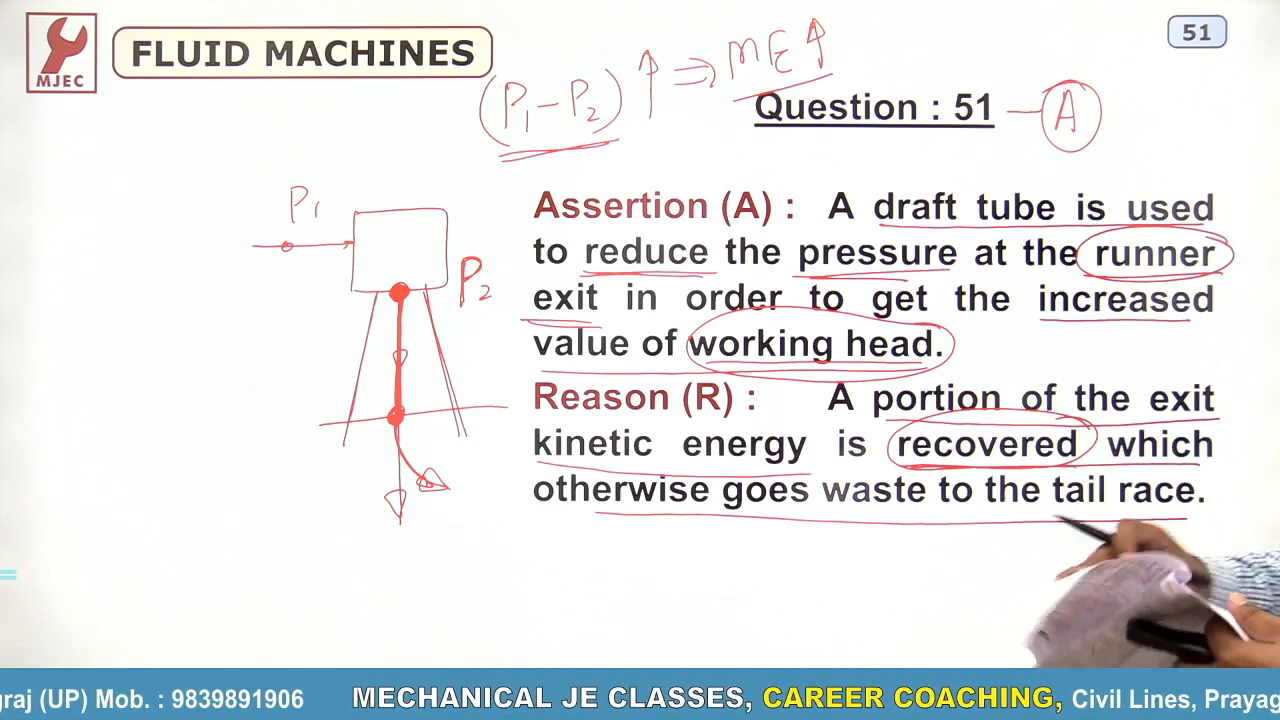 MJEC
FLUID MACHINES
51
(P₁ - P₂) ↑ ⇒ ME ↑
Question : 51 — A
P₁
P₂
Assertion (A) : A draft tube is used
to reduce the pressure at the runner
exit in order to get the increased
value of working head.
Reason (R) : A portion of the exit
kinetic energy is recovered which
otherwise goes waste to the tail race.
graj (UP) Mob. : 9839891906 MECHANICAL JE CLASSES, CAREER COACHING, Civil Lines, Prayag